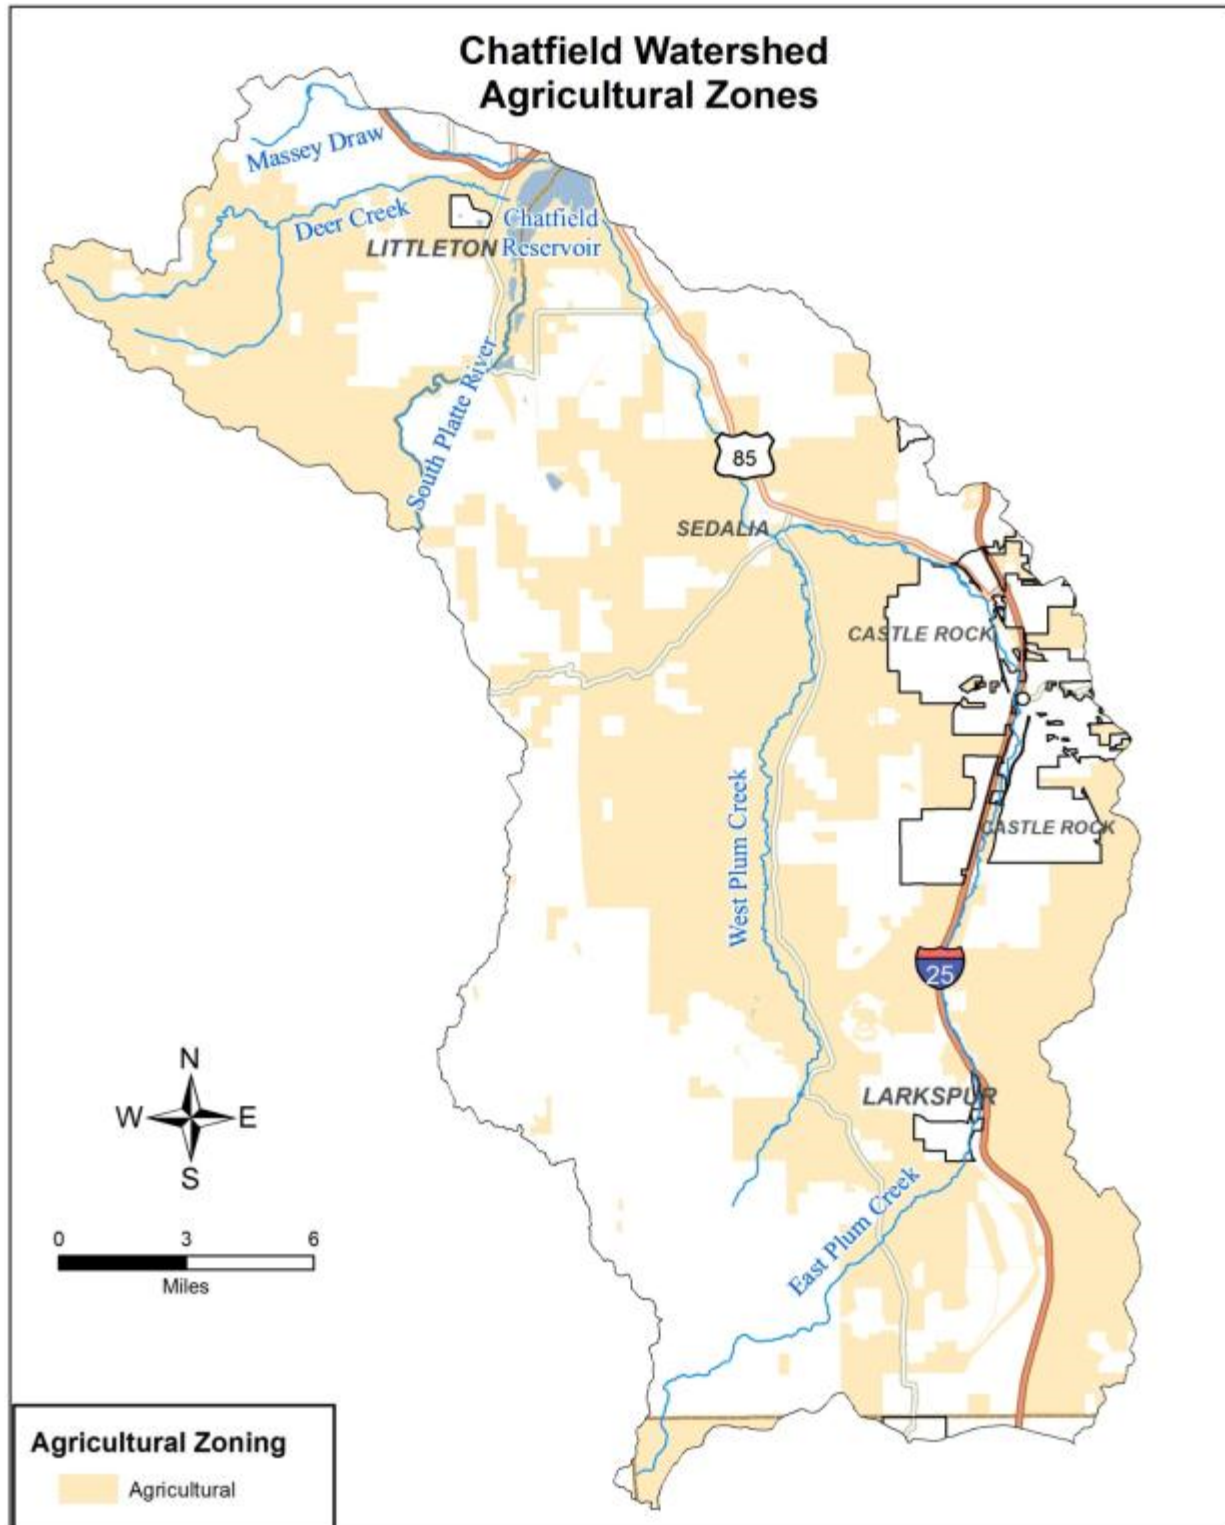 Chatfield Watershed
Agricultural Zones
Massey Draw
Deer Creek
LITTLETON
Chatfield
Reservoir
South Platte River
85
SEDALIA
CASTLE ROCK
CASTLE ROCK
West Plum Creek
25
LARKSPUR
East Plum Creek
N
W E
S
0 3 6
Miles
Agricultural Zoning
Agricultural